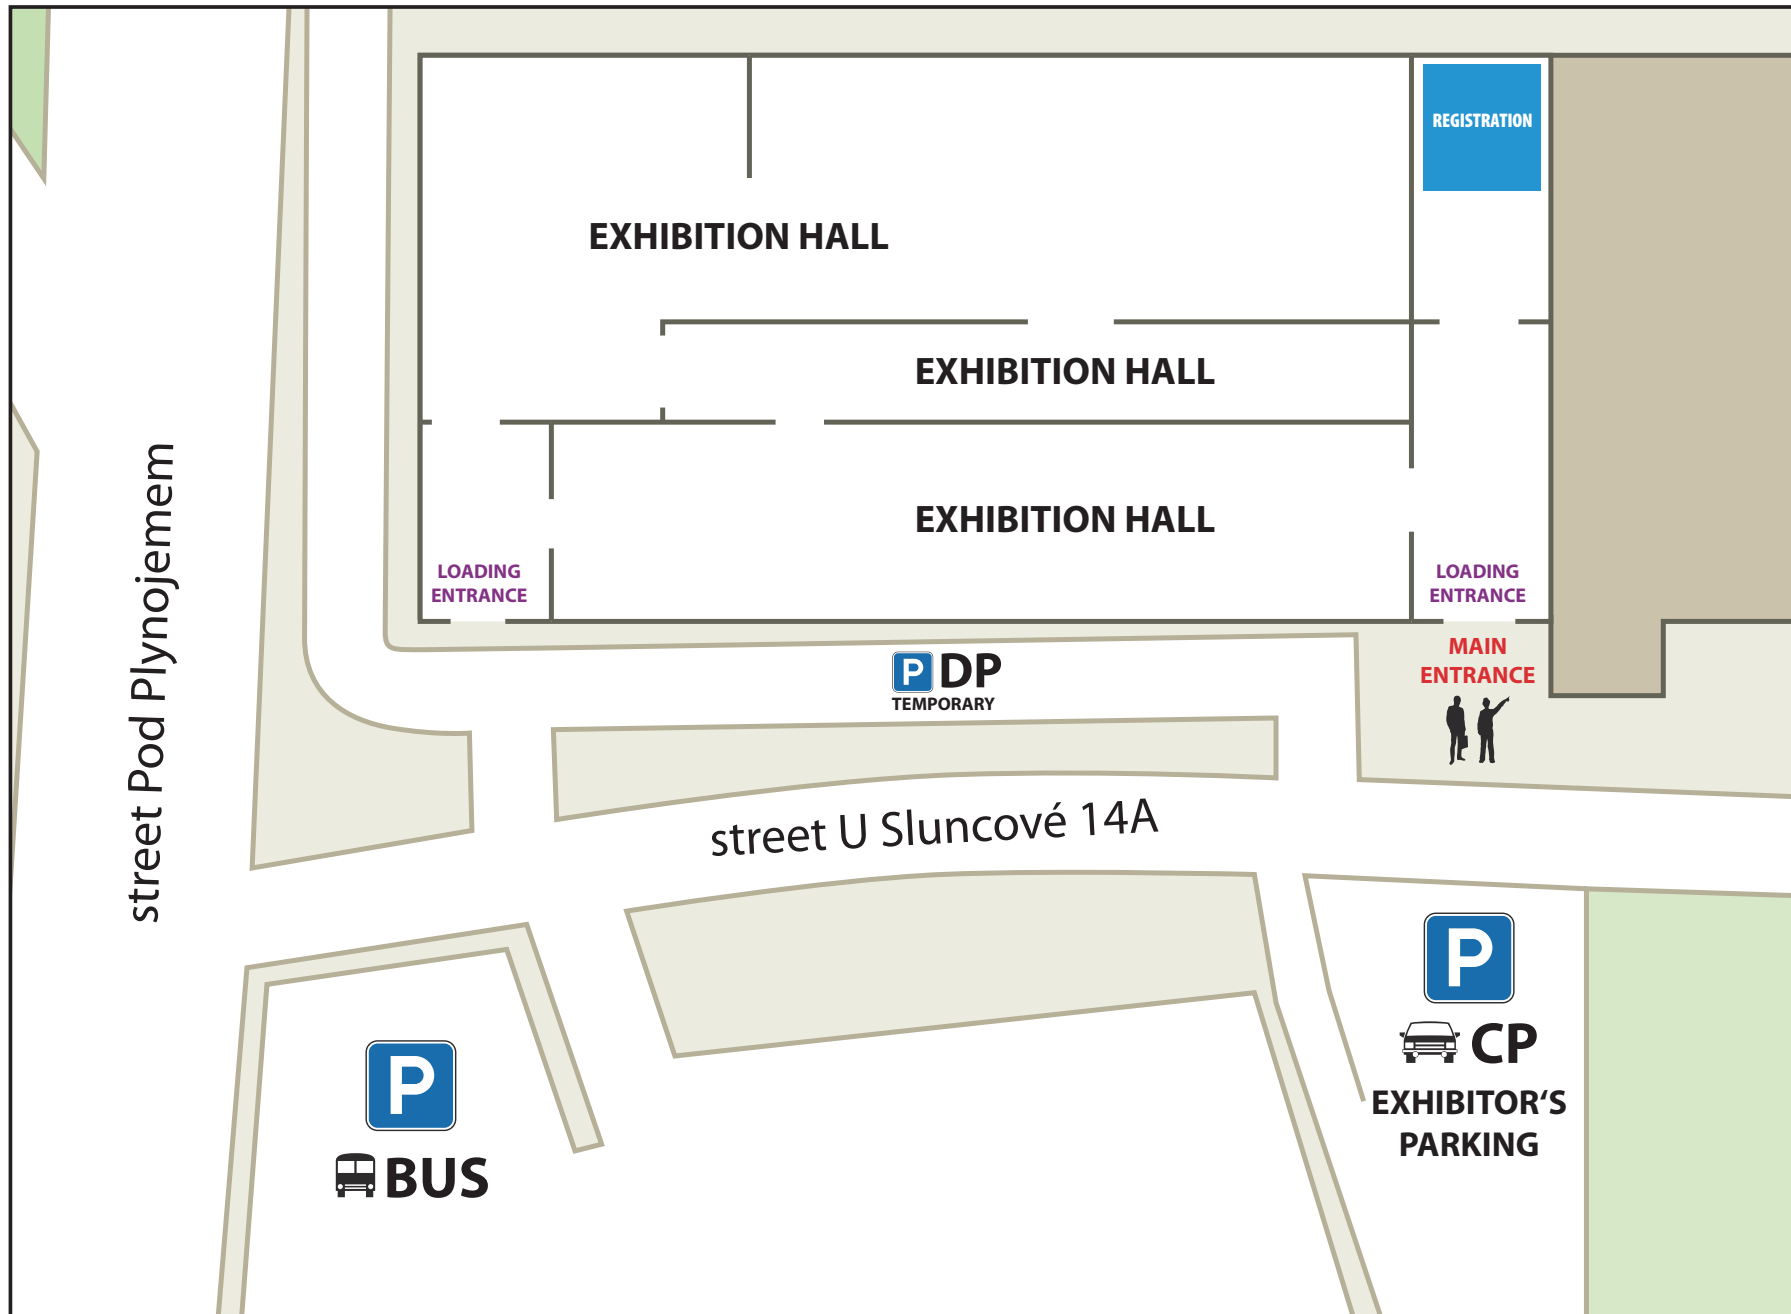 REGISTRATION
EXHIBITION HALL
EXHIBITION HALL
EXHIBITION HALL
LOADING
ENTRANCE
LOADING
ENTRANCE
MAIN
ENTRANCE
P DP
TEMPORARY
street Pod Plynojemem
street U Sluncové 14A
P
CP
EXHIBITOR‘S
PARKING
P
BUS